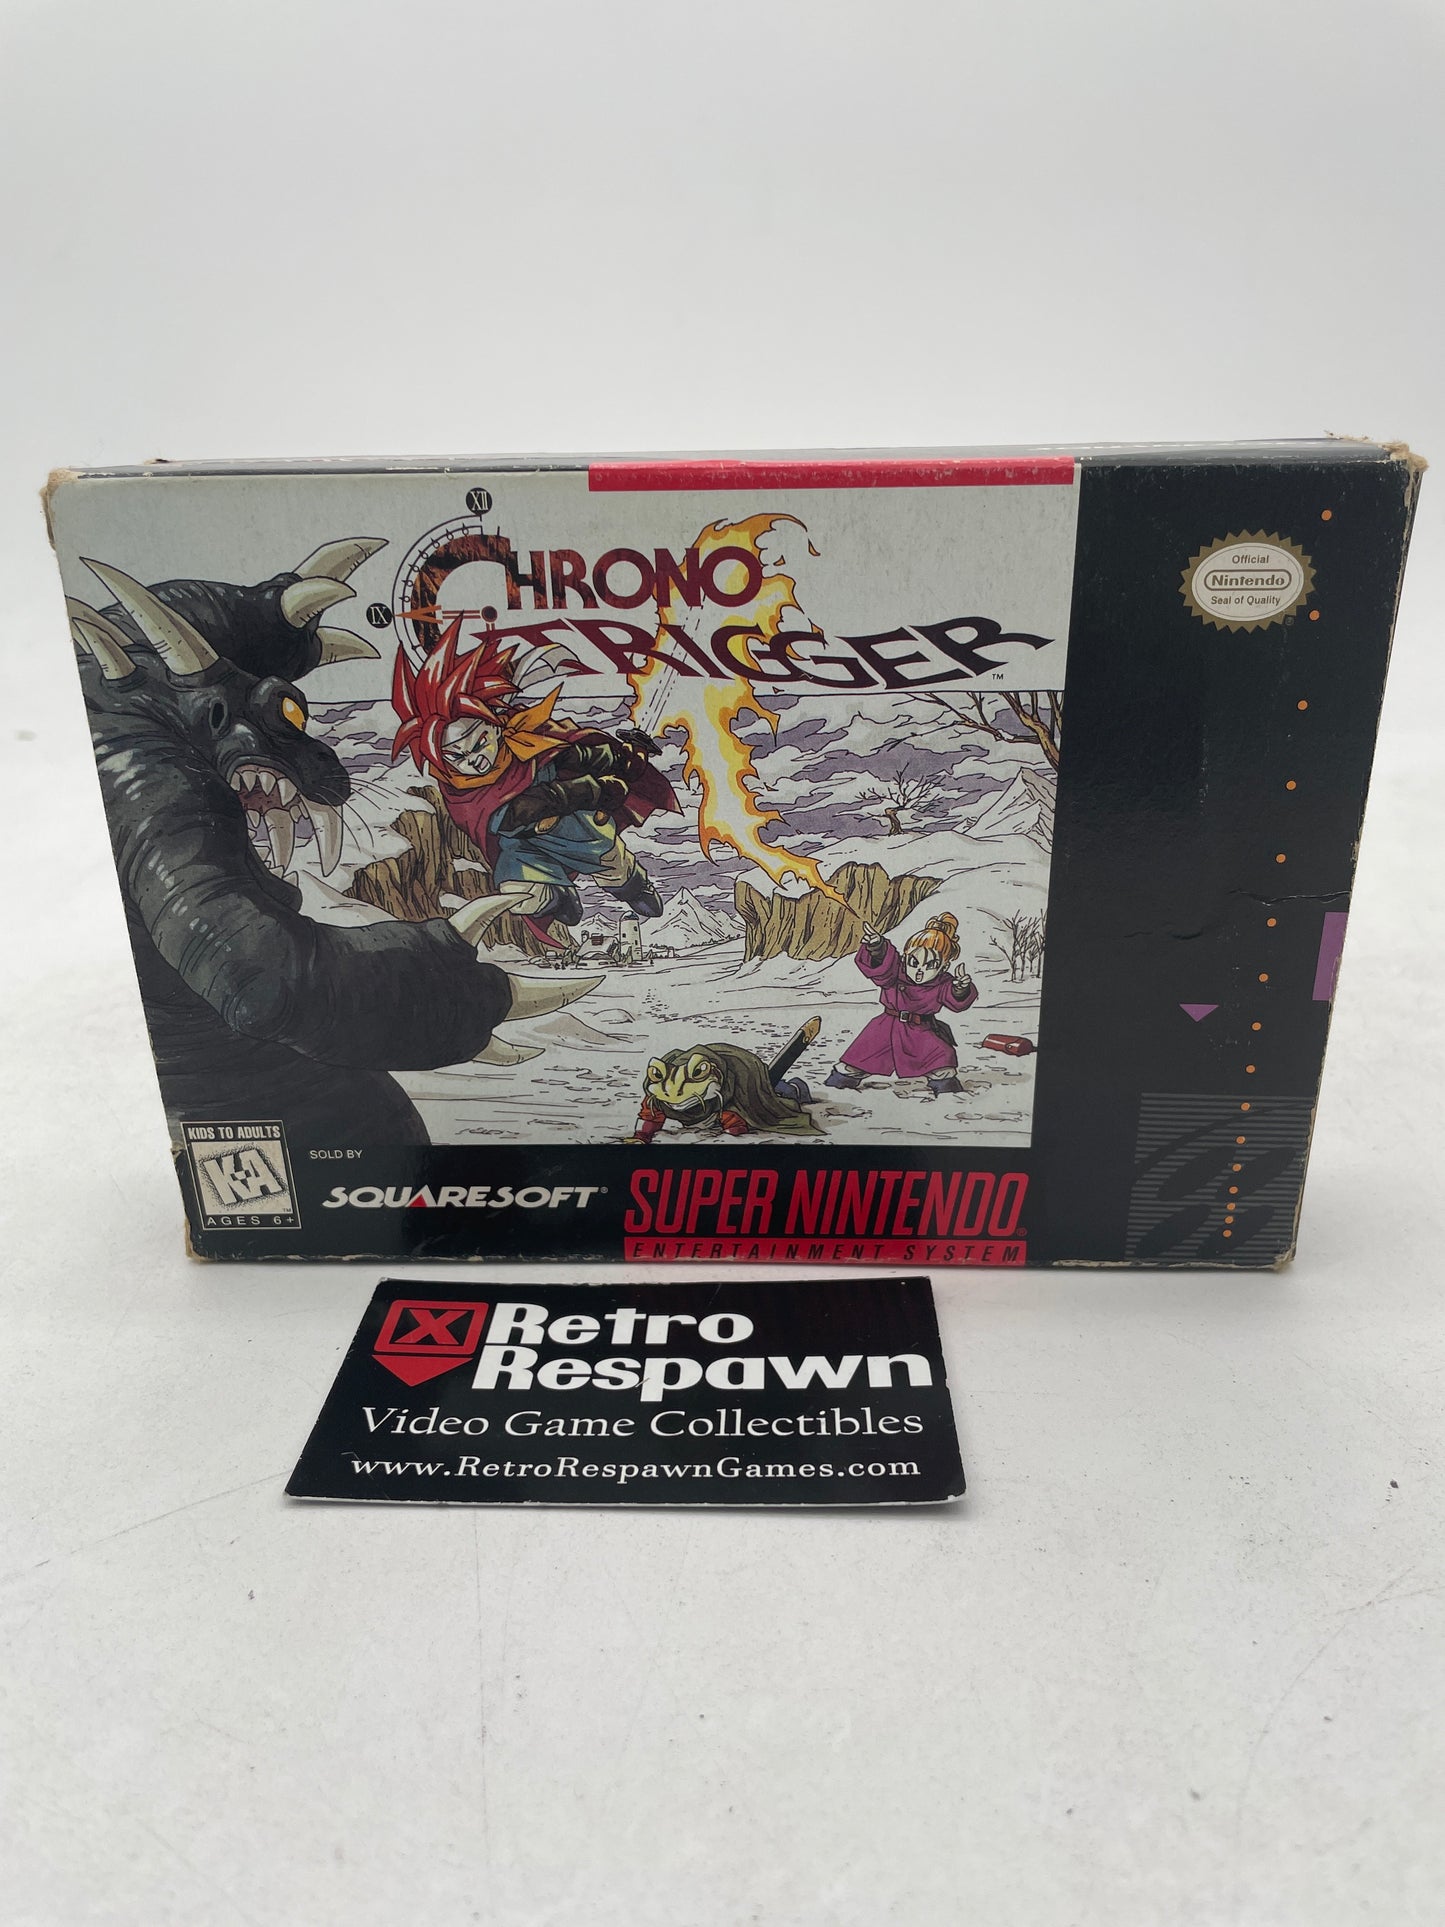 XII
IX
CHRONO
TRIGGER™
Official
Nintendo
Seal of Quality
®
KIDS TO ADULTS
K-A
™
AGES 6+
SOLD BY
SQUARESOFT®
SUPER NINTENDO®
ENTERTAINMENT SYSTEM
X Retro
Respawn
Video Game Collectibles
www.RetroRespawnGames.com